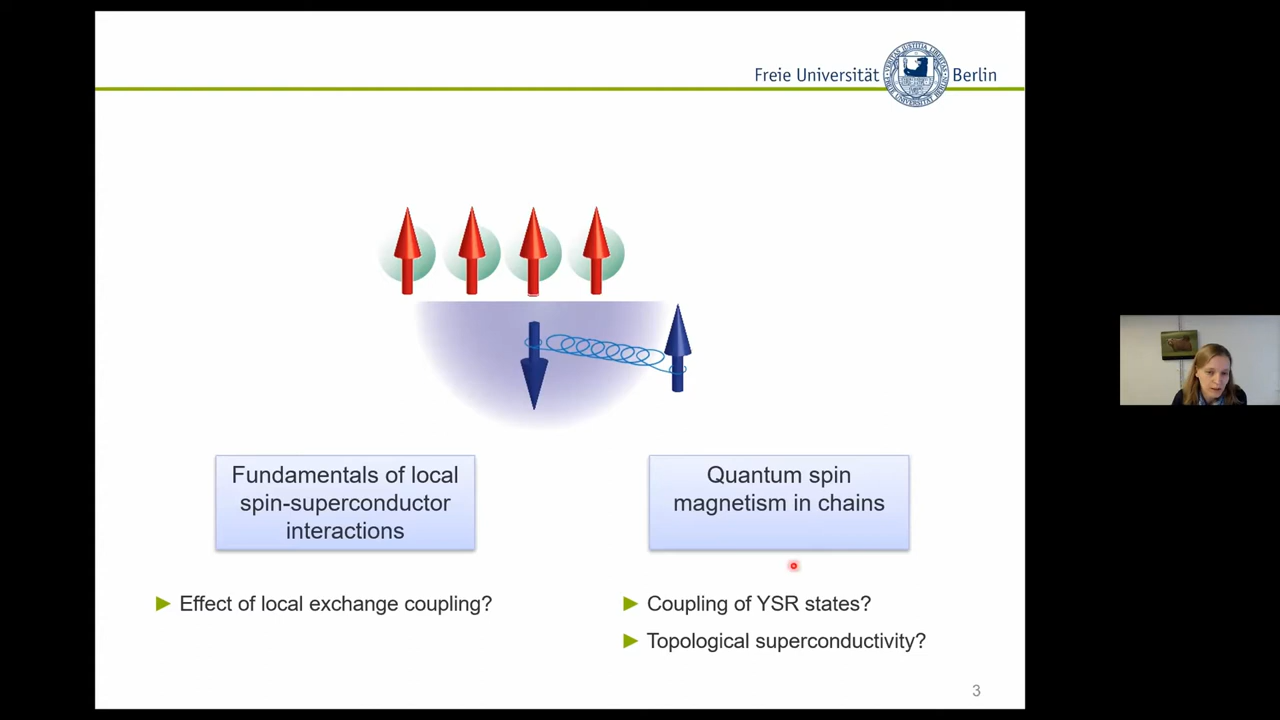 Freie Universität Berlin
Fundamentals of local
spin-superconductor
interactions
Quantum spin
magnetism in chains
Effect of local exchange coupling?
Coupling of YSR states?
Topological superconductivity?
3